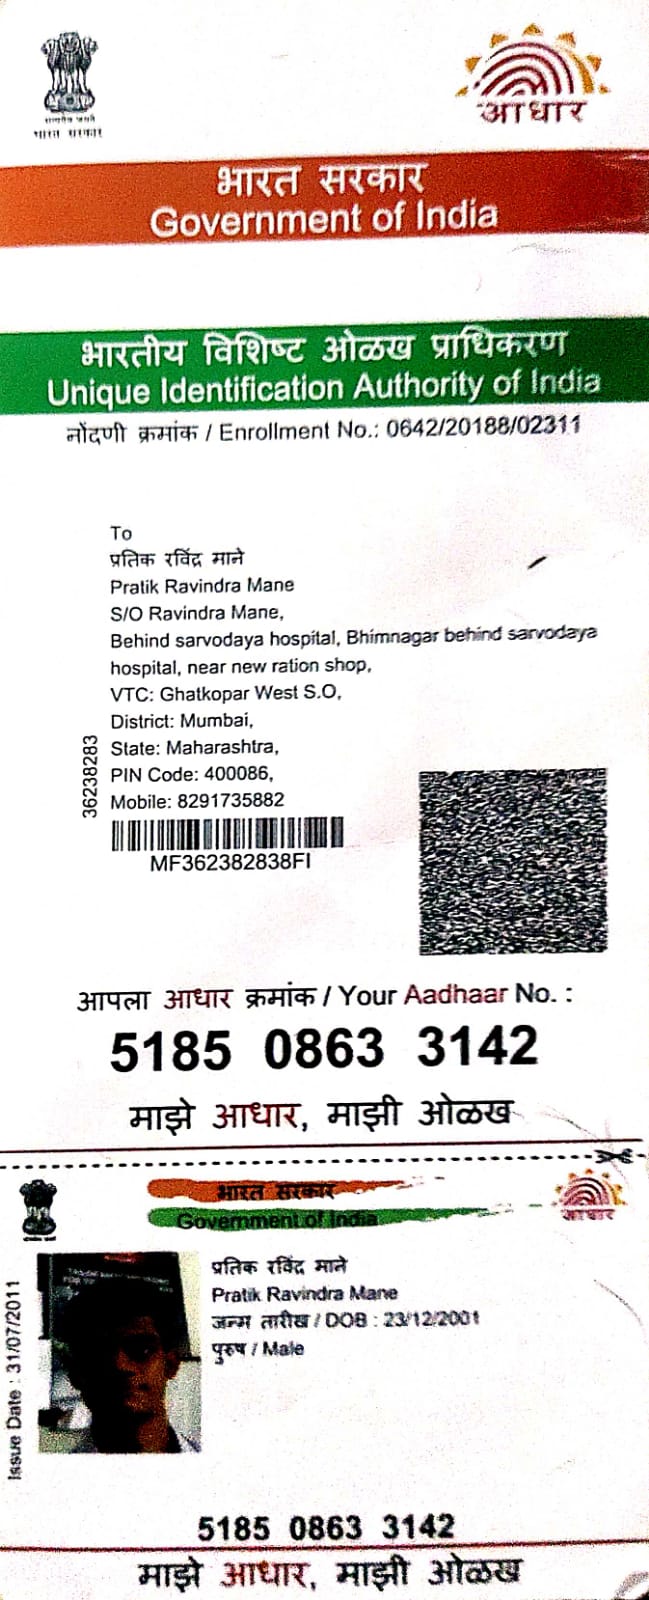 सत्यमेव जयते
भारत सरकार
आधार
भारत सरकार
Government of India
भारतीय विशिष्ट ओळख प्राधिकरण
Unique Identification Authority of India
नोंदणी क्रमांक / Enrollment No.: 0642/20188/02311
To
प्रतिक रविंद्र माने
Pratik Ravindra Mane
S/O Ravindra Mane,
Behind sarvodaya hospital, Bhimnagar behind sarvodaya
hospital, near new ration shop,
VTC: Ghatkopar West S.O,
District: Mumbai,
State: Maharashtra,
PIN Code: 400086,
Mobile: 8291735882
36238283
MF362382838FI
आपला आधार क्रमांक / Your Aadhaar No. :
5185 0863 3142
माझे आधार, माझी ओळख
भारत सरकार
Government of India
आधार
Issue Date : 31/07/2011
प्रतिक रविंद्र माने
Pratik Ravindra Mane
जन्म तारीख / DOB : 23/12/2001
पुरुष / Male
5185 0863 3142
माझे आधार, माझी ओळख